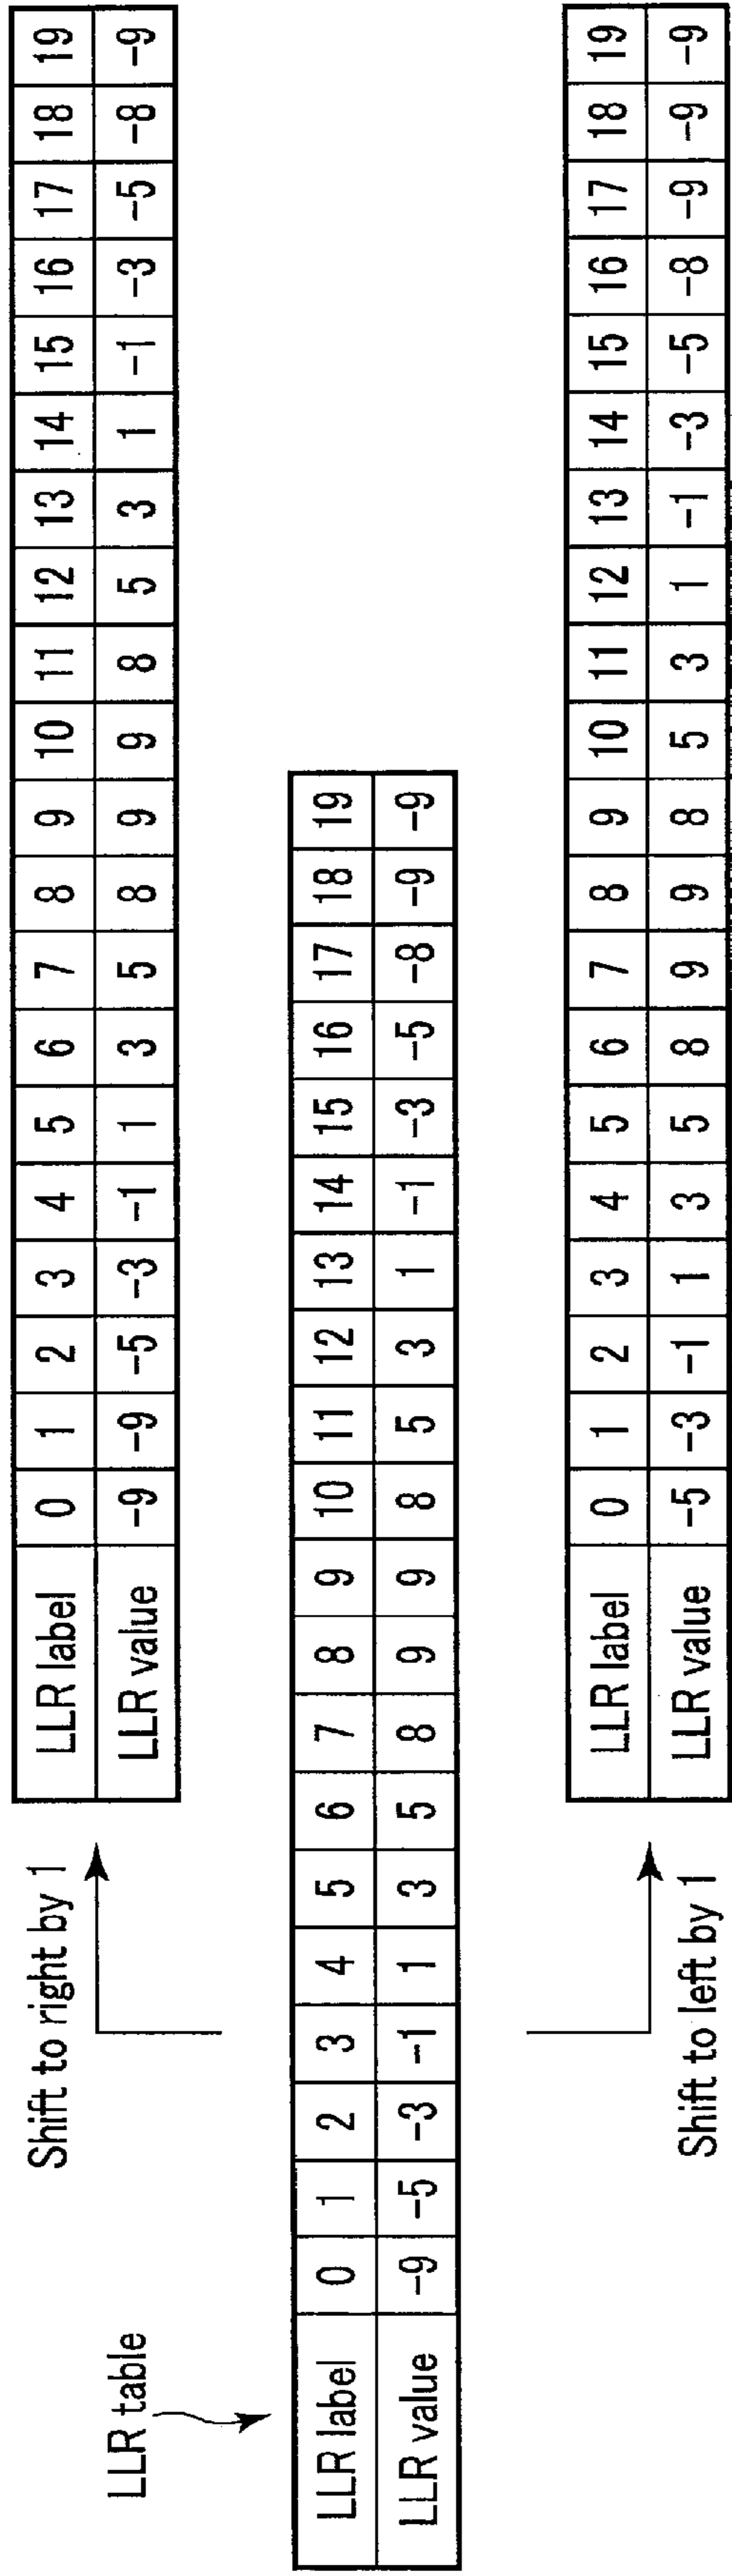 Shift to right by 1
LLR label 0 1 2 3 4 5 6 7 8 9 10 11 12 13 14 15 16 17 18 19
LLR value -9 -9 -5 -3 -1 1 3 5 8 9 9 8 5 3 1 -1 -3 -5 -8 -9
LLR table
LLR label 0 1 2 3 4 5 6 7 8 9 10 11 12 13 14 15 16 17 18 19
LLR value -9 -5 -3 -1 1 3 5 8 9 9 8 5 3 1 -1 -3 -5 -8 -9 -9
LLR label 0 1 2 3 4 5 6 7 8 9 10 11 12 13 14 15 16 17 18 19
LLR value -5 -3 -1 1 3 5 8 9 9 8 5 3 1 -1 -3 -5 -8 -9 -9 -9
Shift to left by 1